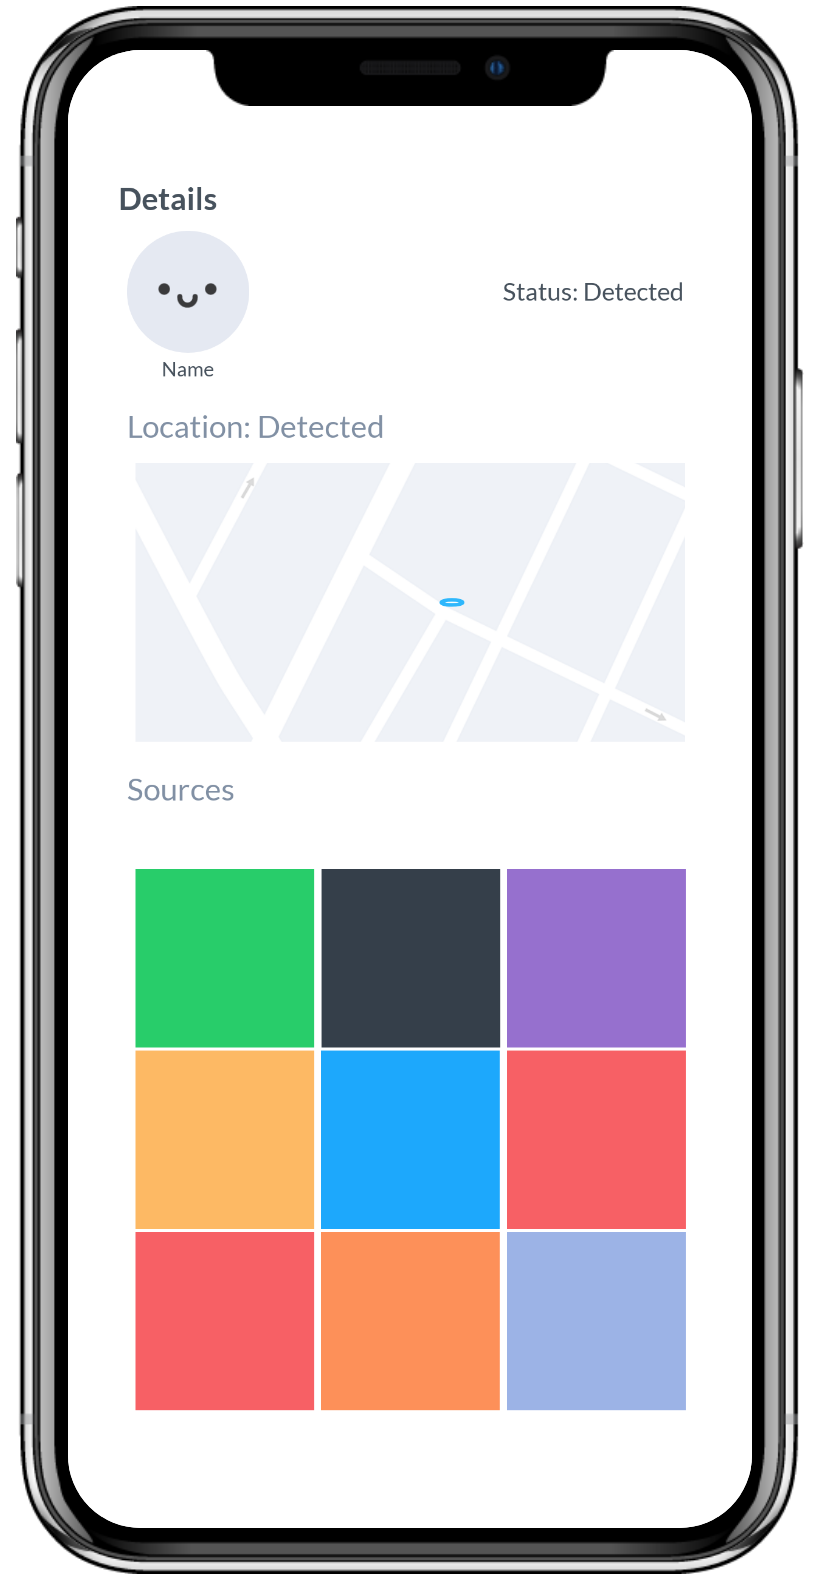 Details
Status: Detected
Name
Location: Detected
Sources